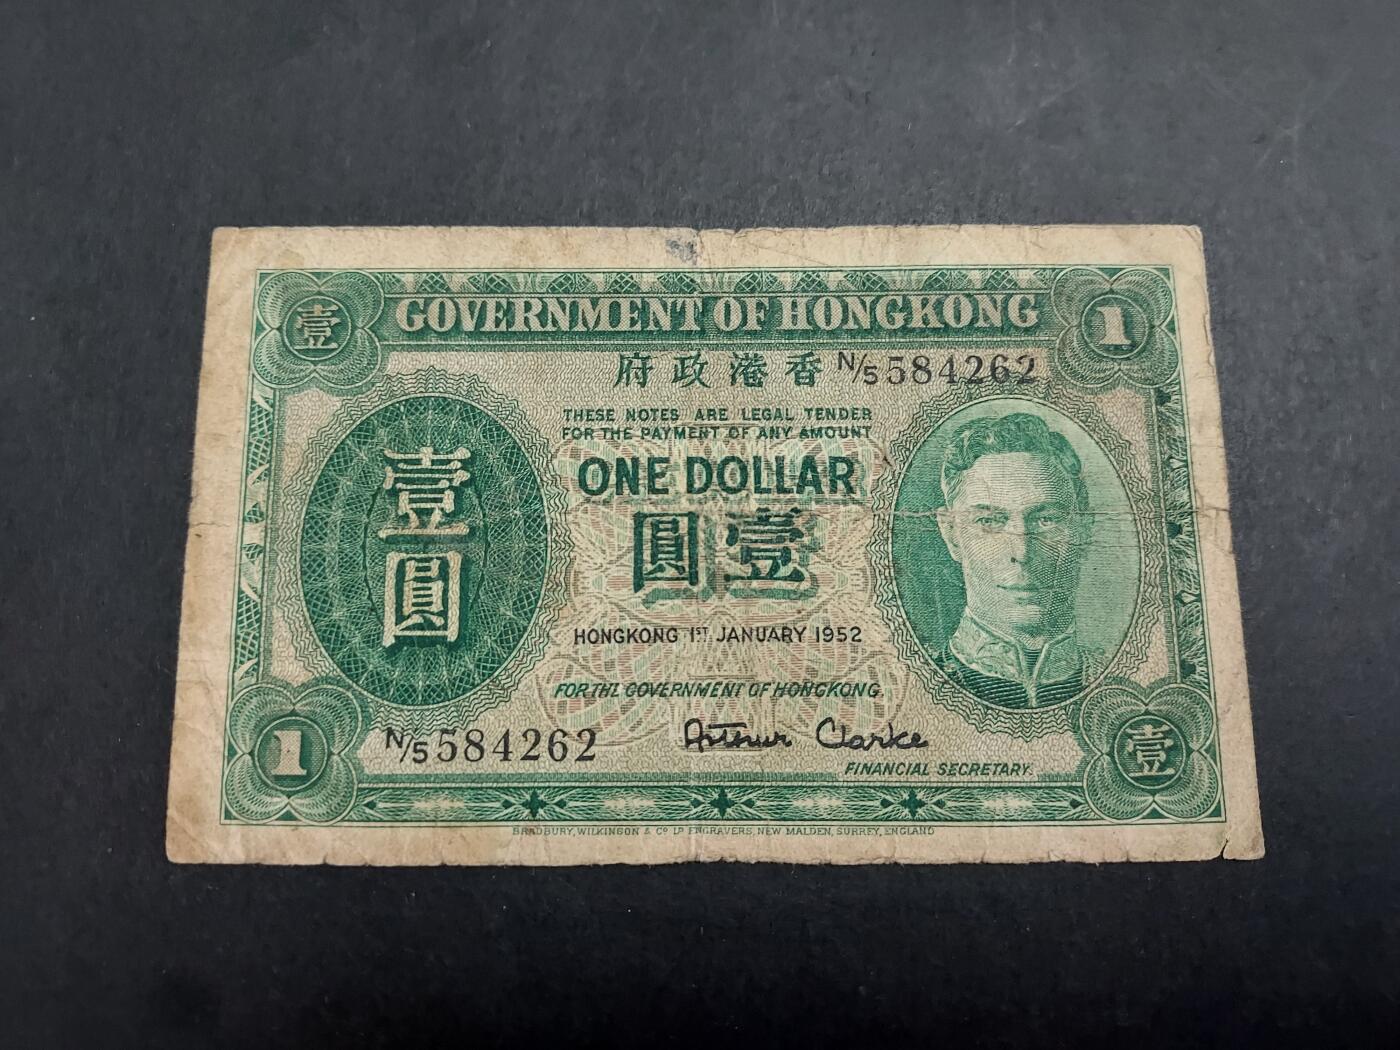 壹
GOVERNMENT OF HONGKONG
1
府政港香
N/5 584262
THESE NOTES ARE LEGAL TENDER
FOR THE PAYMENT OF ANY AMOUNT
ONE DOLLAR
圓壹
壹圓
HONGKONG 1ST JANUARY 1952
FOR THE GOVERNMENT OF HONGKONG.
N/5 584262
Arthur Clarke
FINANCIAL SECRETARY.
1
壹
BRADBURY, WILKINSON & Co. LD. ENGRAVERS, NEW MALDEN, SURREY, ENGLAND